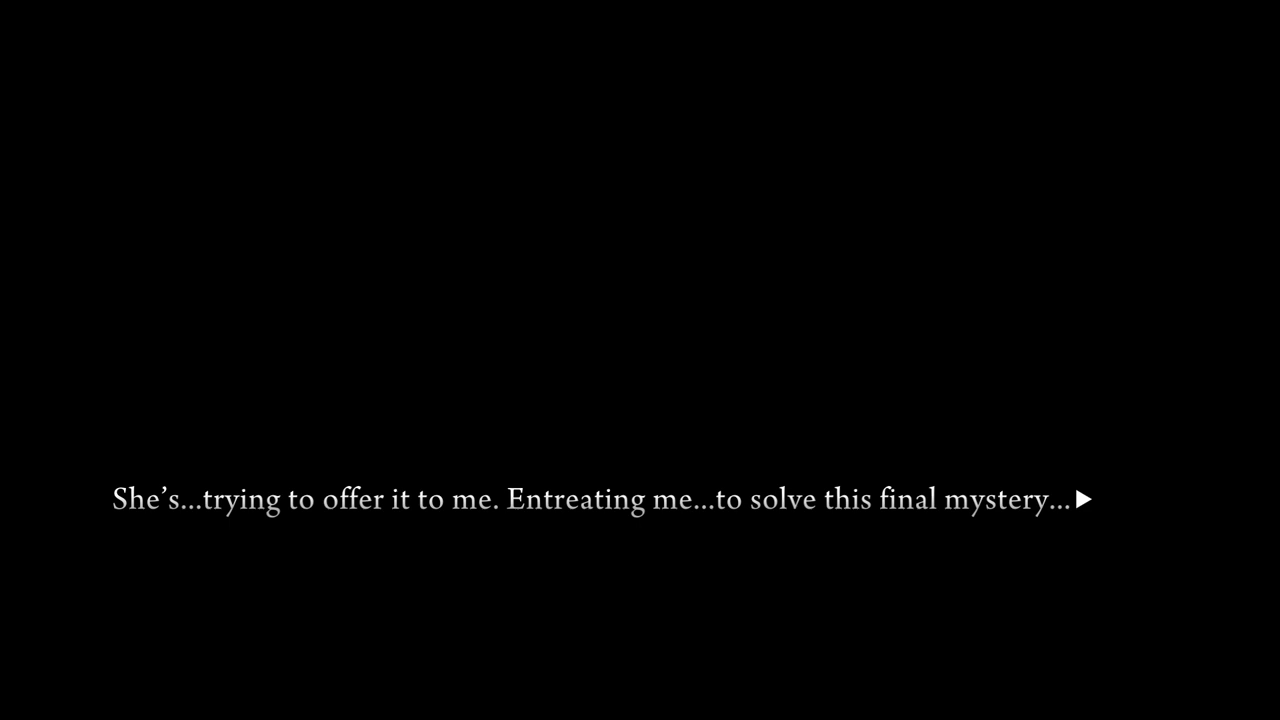 She’s...trying to offer it to me. Entreating me...to solve this final mystery...